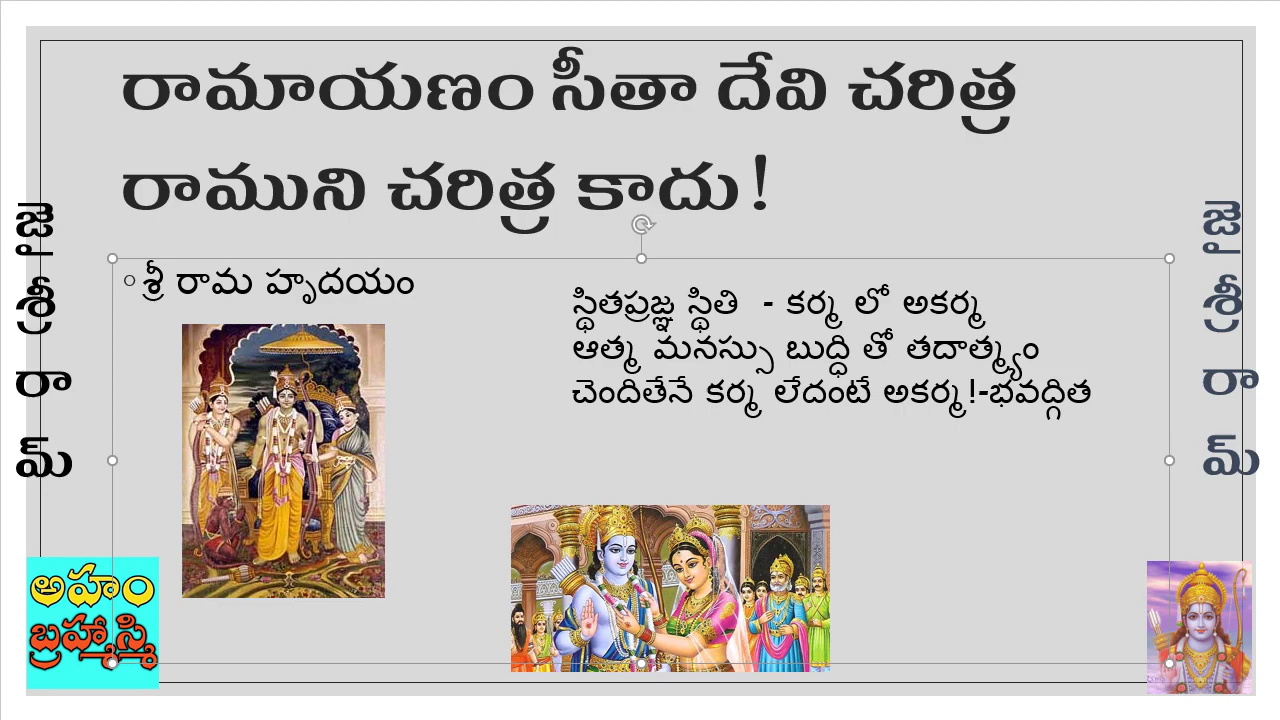 రామాయణం సీతా దేవి చరిత్ర
రాముని చరిత్ర కాదు!
జై
శ్రీ
రా
మ్
శ్రీ రామ హృదయం
స్థితప్రజ్ఞ స్థితి - కర్మ లో అకర్మ
ఆత్మ మనస్సు బుద్ధి తో తదాత్మ్యం
చెందితేనే కర్మ లేదంటే అకర్మ!-భవద్గిత
జై
శ్రీ
రా
మ్
అహం
బ్రహ్మాస్మి